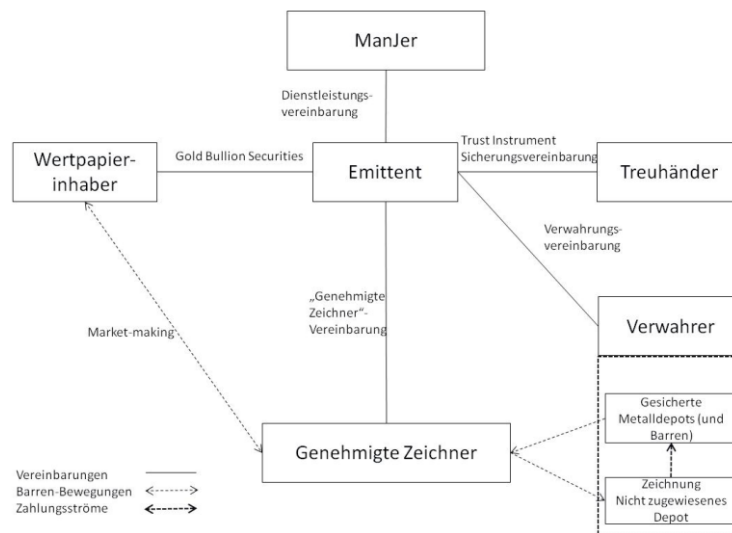 ManJer
Dienstleistungs-
vereinbarung
Wertpapier-
inhaber
Gold Bullion Securities
Emittent
Trust Instrument
Sicherungsvereinbarung
Treuhänder
Verwahrungs-
vereinbarung
„Genehmigte
Zeichner“-
Vereinbarung
Market-making
Verwahrer
Gesicherte
Metalldepots (und
Barren)
Genehmigte Zeichner
Zeichnung
Nicht zugewiesenes
Depot
Vereinbarungen
Barren-Bewegungen
Zahlungsströme